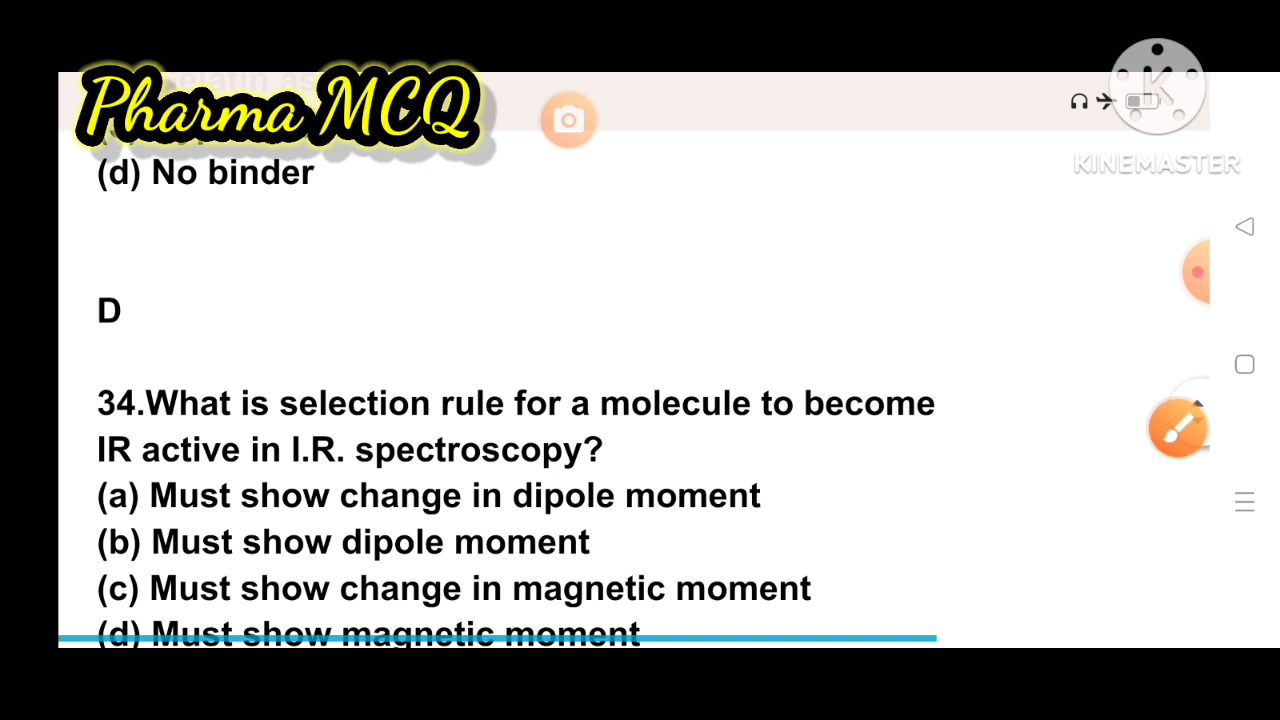 Pharma MCQ
KINEMASTER
(d) No binder
D
34.What is selection rule for a molecule to become
IR active in I.R. spectroscopy?
(a) Must show change in dipole moment
(b) Must show dipole moment
(c) Must show change in magnetic moment
(d) Must show magnetic moment